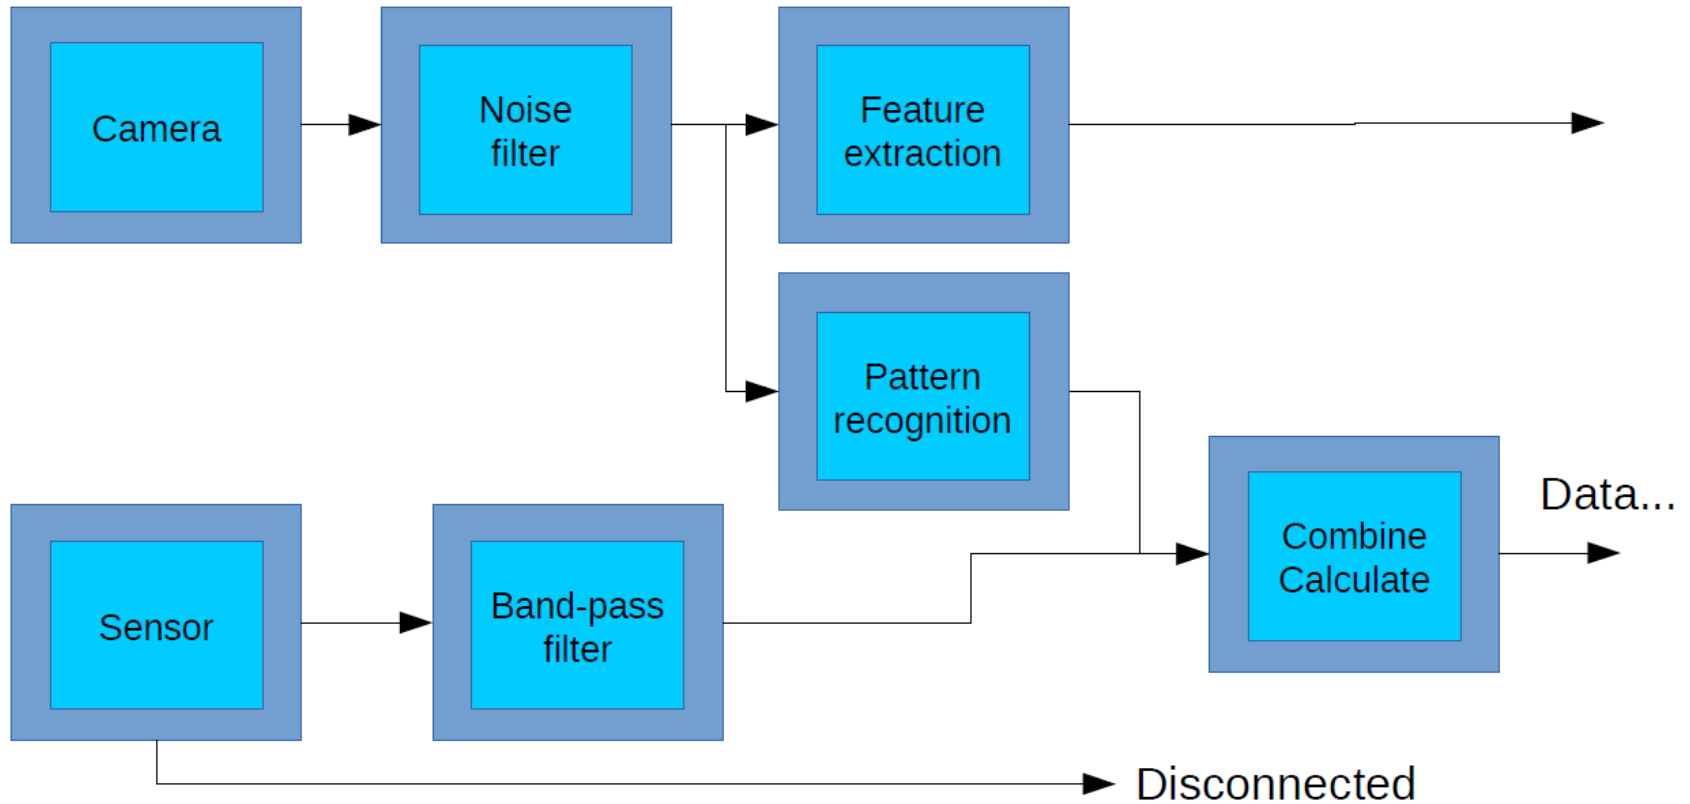 Camera
Noise
filter
Feature
extraction
Pattern
recognition
Data...
Combine
Calculate
Sensor
Band-pass
filter
Disconnected